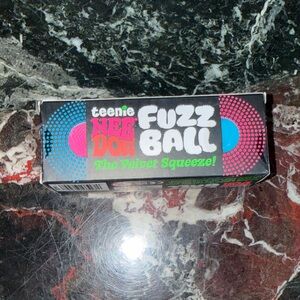 teenie
NEE DOH
FUZZ
BALL
The Velvet Squeeze!